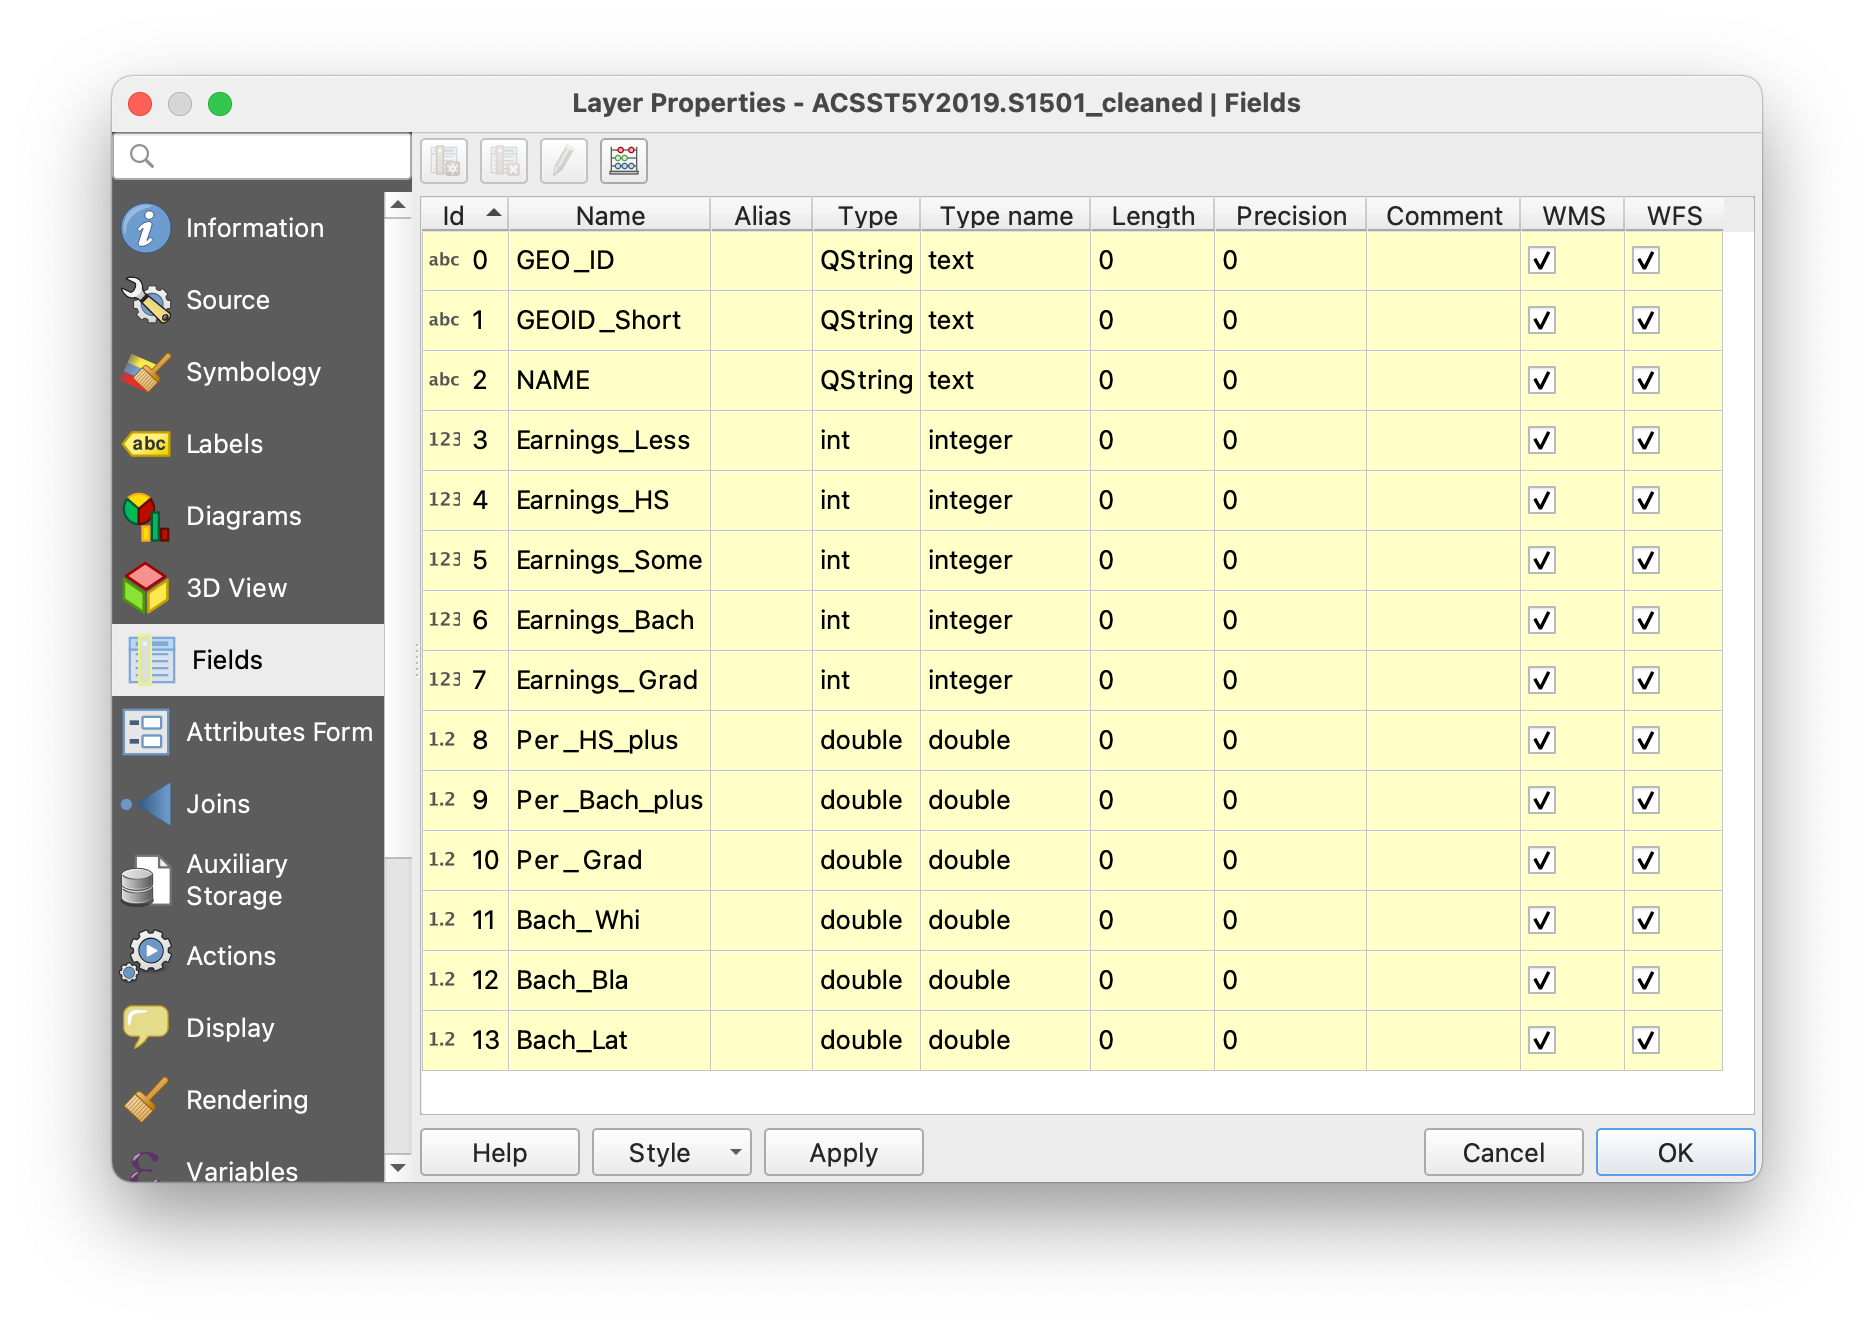 Layer Properties - ACSST5Y2019.S1501_cleaned | Fields
Information
Source
Symbology
abc Labels
Diagrams
3D View
Fields
Attributes Form
Joins
Auxiliary
Storage
Actions
Display
Rendering
Variables
Id Name Alias Type Type name Length Precision Comment WMS WFS
abc 0 GEO_ID QString text 0 0
abc 1 GEOID_Short QString text 0 0
abc 2 NAME QString text 0 0
123 3 Earnings_Less int integer 0 0
123 4 Earnings_HS int integer 0 0
123 5 Earnings_Some int integer 0 0
123 6 Earnings_Bach int integer 0 0
123 7 Earnings_Grad int integer 0 0
1.2 8 Per_HS_plus double double 0 0
1.2 9 Per_Bach_plus double double 0 0
1.2 10 Per_Grad double double 0 0
1.2 11 Bach_Whi double double 0 0
1.2 12 Bach_Bla double double 0 0
1.2 13 Bach_Lat double double 0 0
Help Style Apply Cancel OK